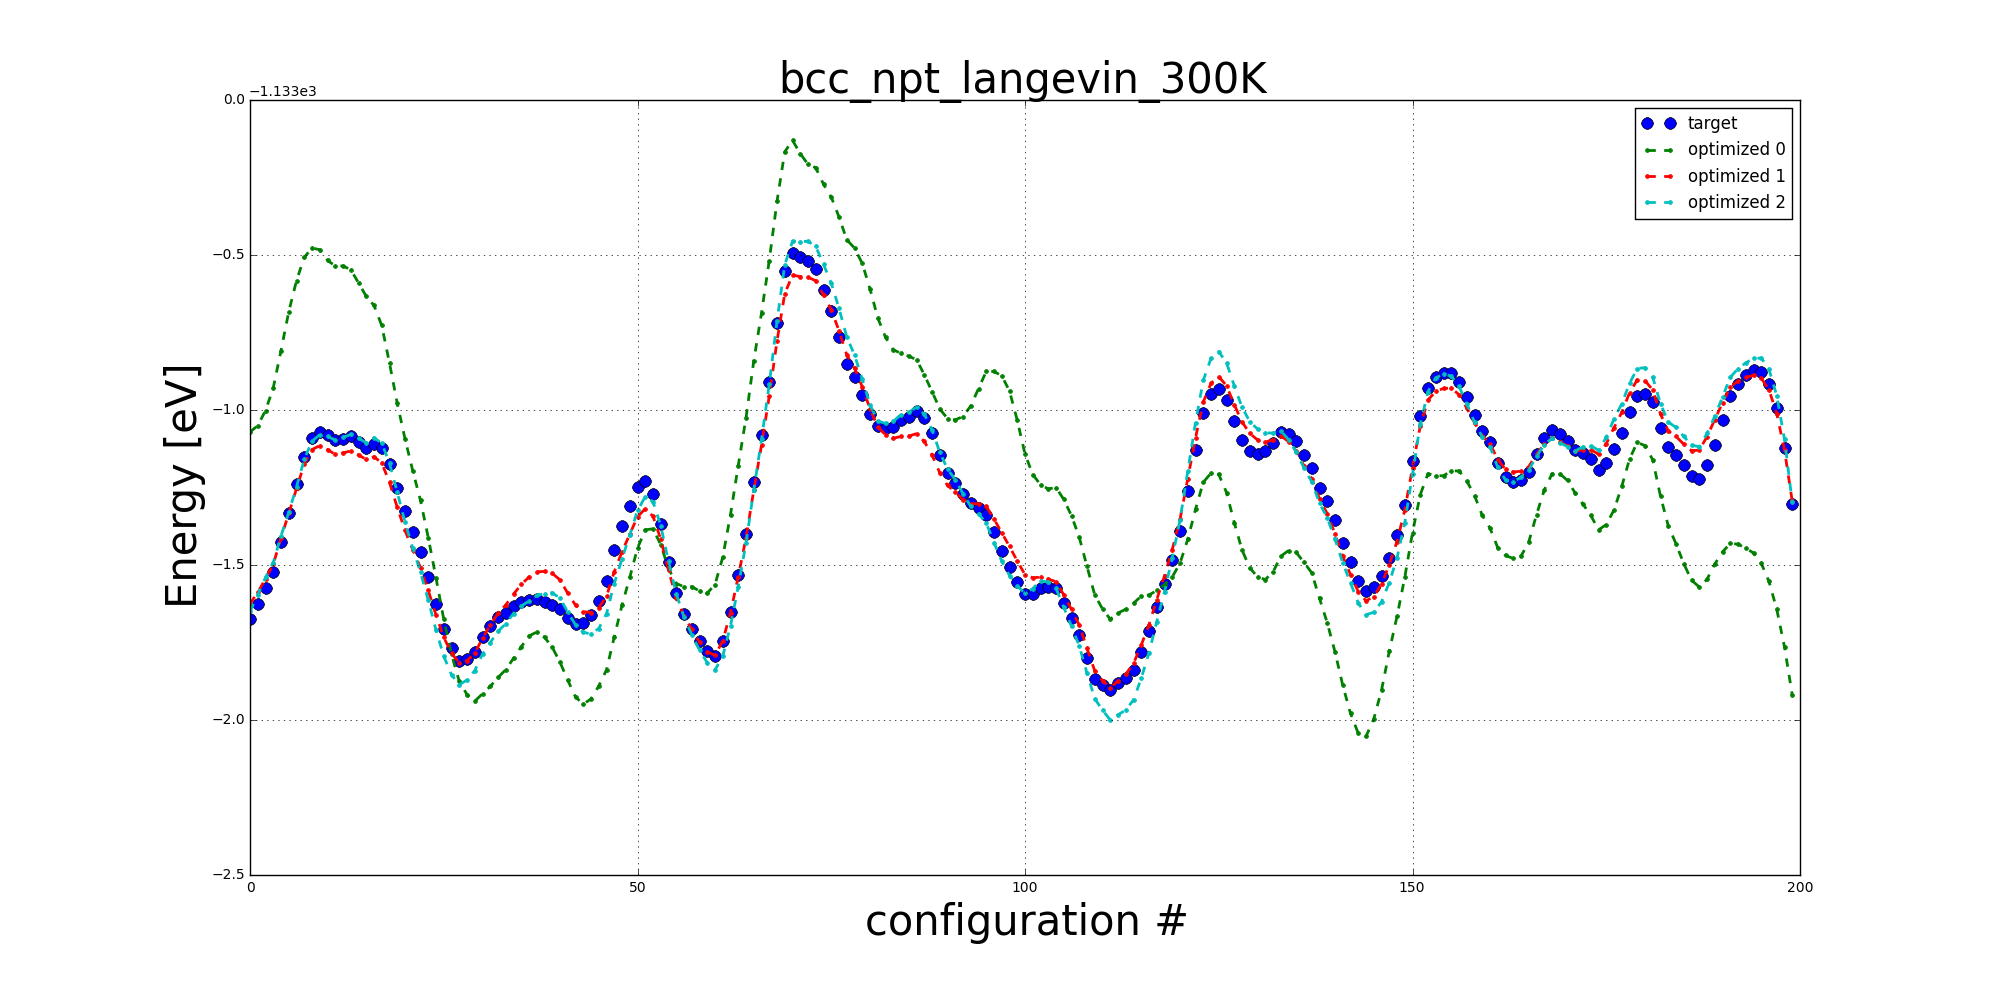 bcc_npt_langevin_300K
−1.133e3
0.0
−0.5
−1.0
−1.5
−2.0
−2.5
Energy [eV]
target
optimized 0
optimized 1
optimized 2
0
50
100
150
200
configuration #